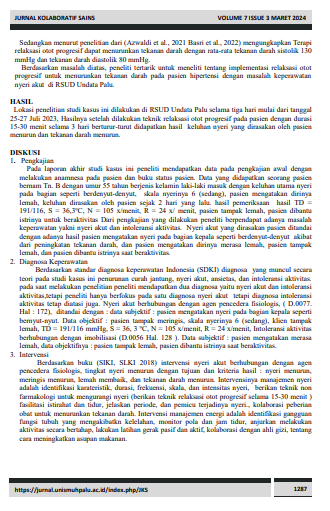 JURNAL KOLABORATIF SAINS VOLUME 7 ISSUE 3 MARET 2024
Sedangkan menurut penelitian dari (Azwaldi et al., 2021 Basri et al., 2022) mengungkapkan Terapi
relaksasi otot progresif dapat menurunkan tekanan darah dengan rata-rata tekanan darah sistolik 130
mmHg dan tekanan darah diastolik 80 mmHg.
Berdasarkan masalah diatas, peneliti tertarik untuk meneliti tentang implementasi relaksasi otot
progresif untuk menurunkan tekanan darah pada pasien hipertensi dengan masalah keperawatan
nyeri akut di RSUD Undata Palu.
HASIL
Lokasi penelitian studi kasus ini dilakukan di RSUD Undata Palu selama tiga hari mulai dari tanggal
25-27 Juli 2023, Hasilnya setelah dilakukan teknik relaksasi otot progresif pada pasien dengan durasi
15-30 menit selama 3 hari berturur-turut didapatkan hasil keluhan nyeri yang dirasakan oleh pasien
menurun dan tekanan darah menurun.
DISKUSI
1. Pengkajian
Pada laporan akhir studi kasus ini peneliti mendapatkan data pada pengkajian awal dengan
melakukan anamnesa pada pasien dan buku status pasien. Data yang didapatkan seorang pasien
bernam Tn. B dengan umur 55 tahun berjenis kelamin laki-laki masuk dengan keluhan utama nyeri
pada bagian seperti berdenyut-denyut, skala nyerinya 6 (sedang), pasien mengatakan dirinya
lemah, keluhan dirasakan oleh pasien sejak 2 hari yang lalu. hasil pemeriksaan hasil TD =
191/116, S = 36,3°C, N = 105 x/menit, R = 24 x/ menit, pasien tampak lemah, pasien dibantu
istrinya untuk beraktivitas Dari pengkajian yang dilakukan peneliti berpendapat adanya masalah
keperawatan yakni nyeri akut dan intoleransi aktivitas. Nyeri akut yang dirasakan pasien ditandai
dengan adanya hasil pasien mengatakan nyeri pada bagian kepala seperti berdenyut-denyut akibat
dari peningkatan tekanan darah, dan pasien mengatakan dirinya merasa lemah, pasien tampak
lemah, dan pasien dibantu istrinya saat beraktivitas.
2. Diagnosa Keperawatan
Berdasarkan standar diagnosa keperawatan Indonesia (SDKI) diagnosa yang muncul secara
teori pada studi kasus ini penurunan curah jantung, nyeri akut, ansietas, dan intoleransi aktivitas.
pada saat melakukan penelitian peneliti mendapatkan dua diagnosa yaitu nyeri akut dan intoleransi
aktivitas,tetapi peneliti hanya berfokus pada satu diagnosa nyeri akut tetapi diagnosa intoleransi
aktivitas tetap diatasi juga. Nyeri akut berhubungan dengan agen pencedera fisiologis, ( D.0077.
Hal : 172), ditandai dengan : data subjektif : pasien mengatakan nyeri pada bagian kepala seperti
berdenyut-nyut. Data objektif : pasien tampak meringis, skala nyerinya 6 (sedang), klien tampak
lemah, TD = 191/116 mmHg, S = 36, 3 °C, N = 105 x/menit, R = 24 x/menit, Intoleransi aktivitas
berhubungan dengan imobilisasi (D.0056 Hal. 128 ). Data subjektif : pasien mengatakan merasa
lemah, data objektifnya : pasien tampak lemah, pasien dibantu istrinya saat beraktivitas.
3. Intervensi
Berdasarkan buku (SIKI, SLKI 2018) intervensi nyeri akut berhubungan dengan agen
pencedera fisiologis, tingkat nyeri menurun dengan tujuan dan kriteria hasil : nyeri menurun,
meringis menurun, lemah membaik, dan tekanan darah menurun. Intervensinya manajemen nyeri
adalah identifikasi karateristik, durasi, frekuensi, skala, dan intensitas nyeri, berikan teknik non
farmakologi untuk mengurangi nyeri (berikan teknik relaksasi otot progresif selama 15-30 menit )
fasilitasi istirahat dan tidur, jelaskan periode, dan pemicu terjadinya nyeri., kolaborasi peberian
obat untuk menurunkan tekanan darah. Intervensi manajemen energi adalah identifikasi gangguan
fungsi tubuh yang mengakibatkan kelelahan, monitor pola dan jam tidur, anjurkan melakukan
aktivitas secara bertahap, lakukan latihan gerak pasif dan aktif, kolaborasi dengan ahli gizi, tentang
cara meningkatkan asupan makanan.
https://jurnal.unismuhpalu.ac.id/index.php/JKS 1287